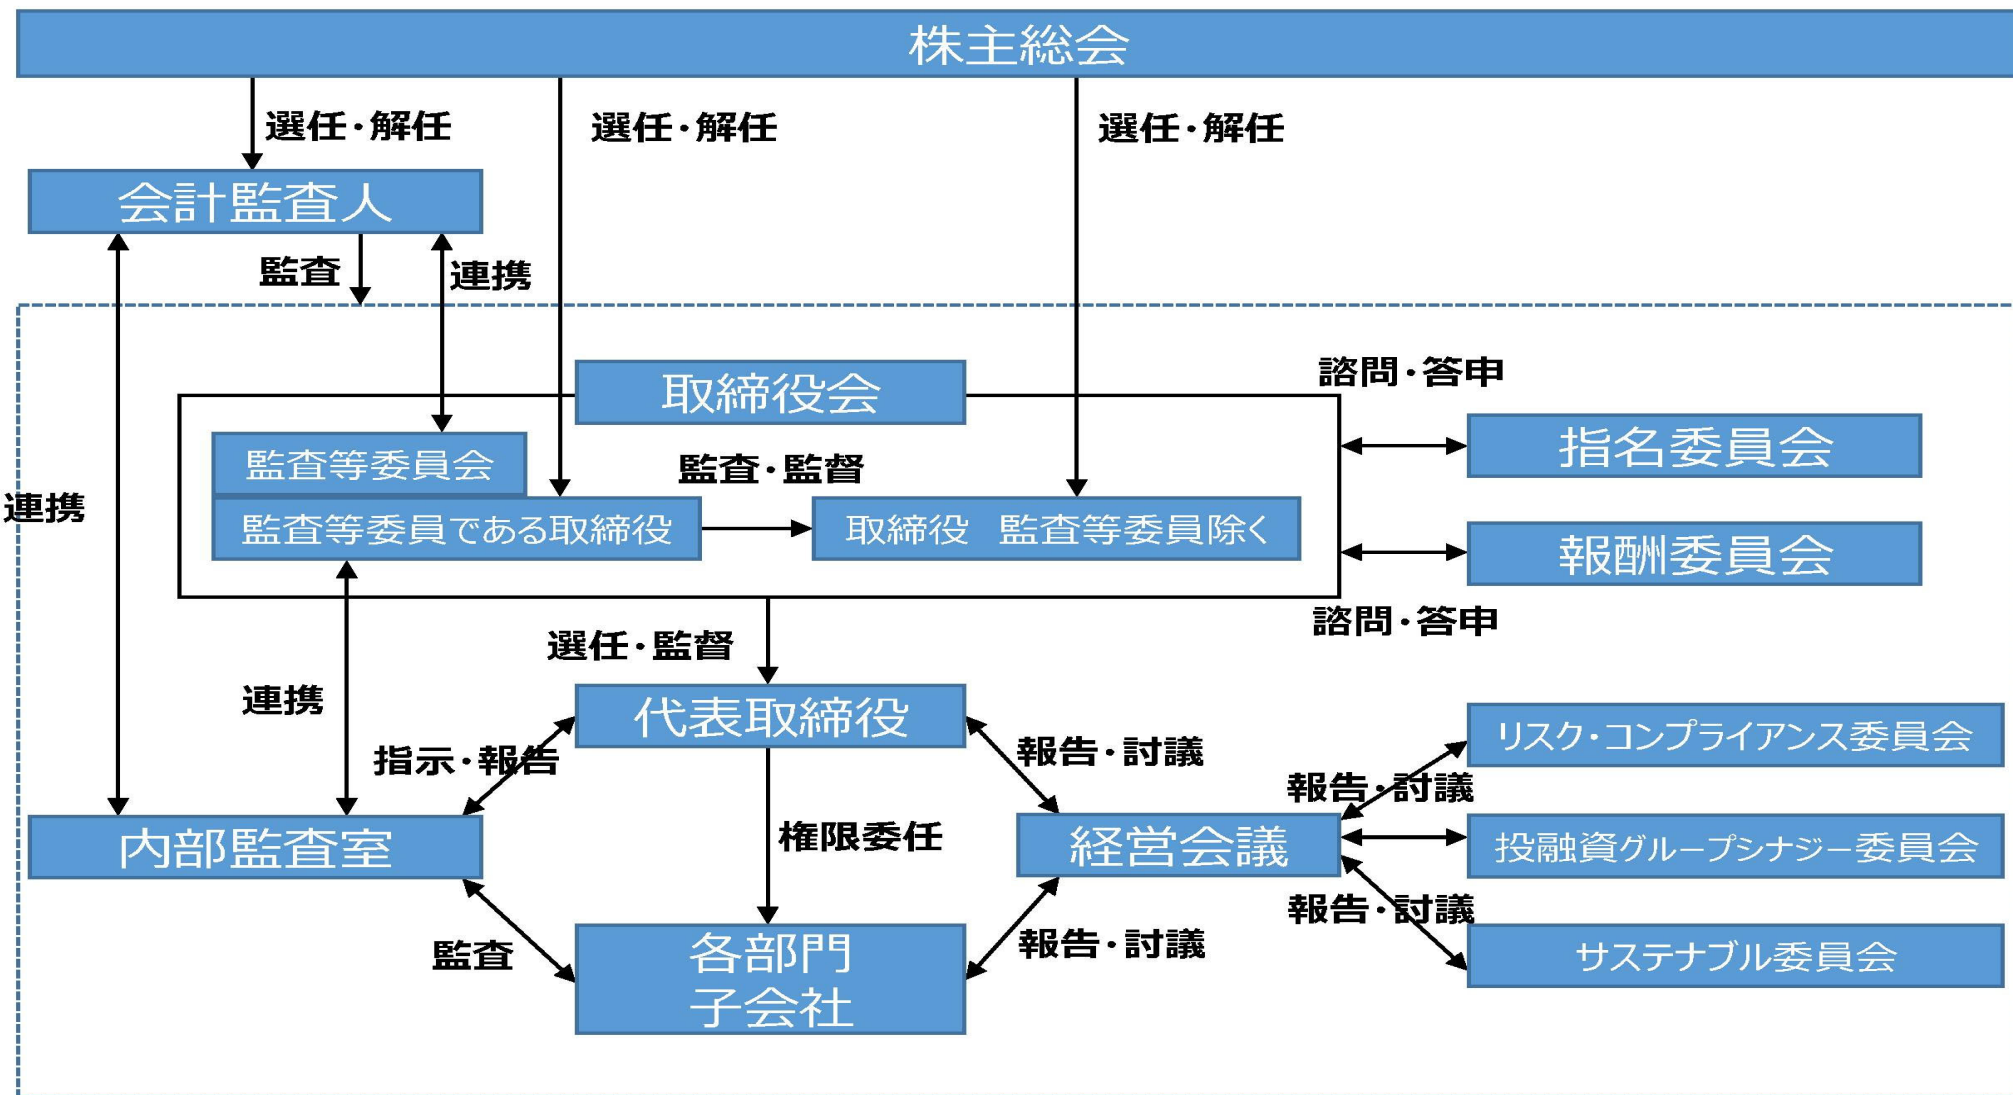 株主総会
選任・解任
選任・解任
選任・解任
会計監査人
監査
連携
取締役会
諮問・答申
指名委員会
監査等委員会
監査・監督
連携
監査等委員である取締役
取締役　監査等委員除く
報酬委員会
諮問・答申
選任・監督
連携
代表取締役
リスク・コンプライアンス委員会
指示・報告
報告・討議
報告・討議
内部監査室
権限委任
経営会議
投融資グループシナジー委員会
報告・討議
監査
各部門
子会社
報告・討議
サステナブル委員会